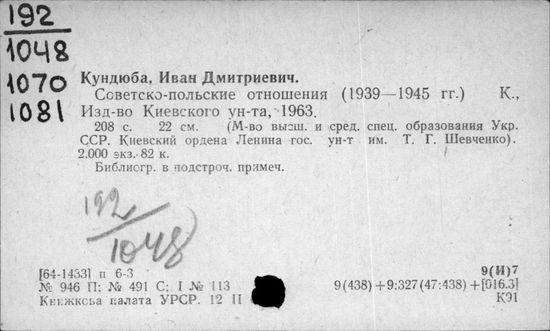 192
1048
1070
1081
Кундюба, Иван Дмитриевич.
Советско-польские отношения (1939—1945 гг.) К.,
Изд-во Киевского ун-та, 1963.
208 с. 22 см. (М-во высш. и сред. спец. образования Укр.
ССР. Киевский ордена Ленина гос. ун-т им. Т. Г. Шевченко).
2.000 экз. 82 к.
Библиогр. в подстроч. примеч.
192
1048
[64-1433] п 6-3
№ 946 П; № 491 С; I № 113
Книжкова палата УРСР. 12 II
9(И)7
9(438)+9:327(47:438)+[016.3]
К91